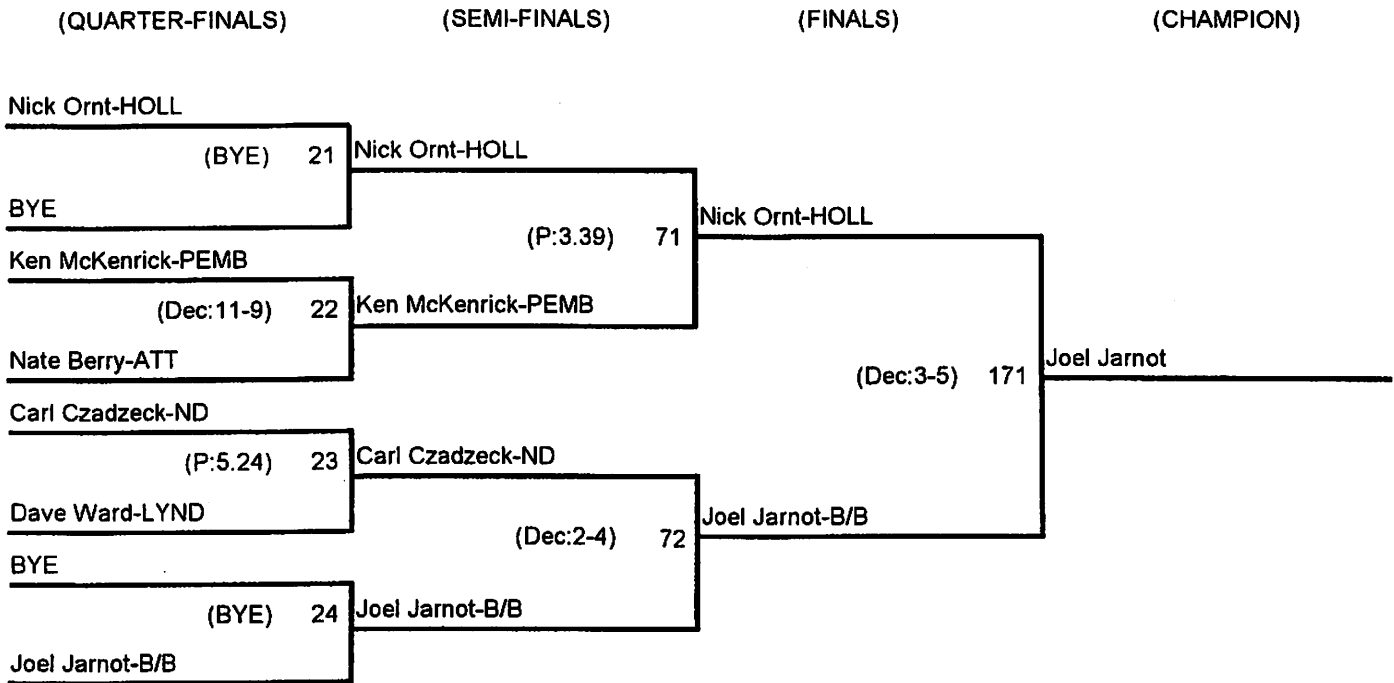 (QUARTER-FINALS) (SEMI-FINALS) (FINALS) (CHAMPION)
Nick Ornt-HOLL
(BYE) 21 Nick Ornt-HOLL
BYE
(P:3.39) 71 Nick Ornt-HOLL
Ken McKenrick-PEMB
(Dec:11-9) 22 Ken McKenrick-PEMB
Nate Berry-ATT
(Dec:3-5) 171 Joel Jarnot
Carl Czadzeck-ND
(P:5.24) 23 Carl Czadzeck-ND
Dave Ward-LYND
(Dec:2-4) 72 Joel Jarnot-B/B
BYE
(BYE) 24 Joel Jarnot-B/B
Joel Jarnot-B/B